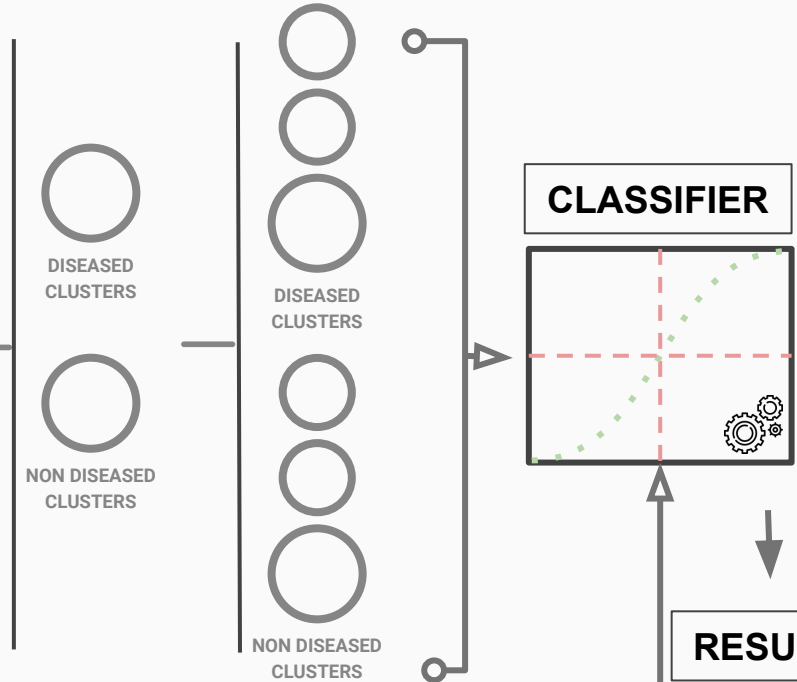 DISEASED
CLUSTERS
NON DISEASED
CLUSTERS
DISEASED
CLUSTERS
NON DISEASED
CLUSTERS
CLASSIFIER
RESU